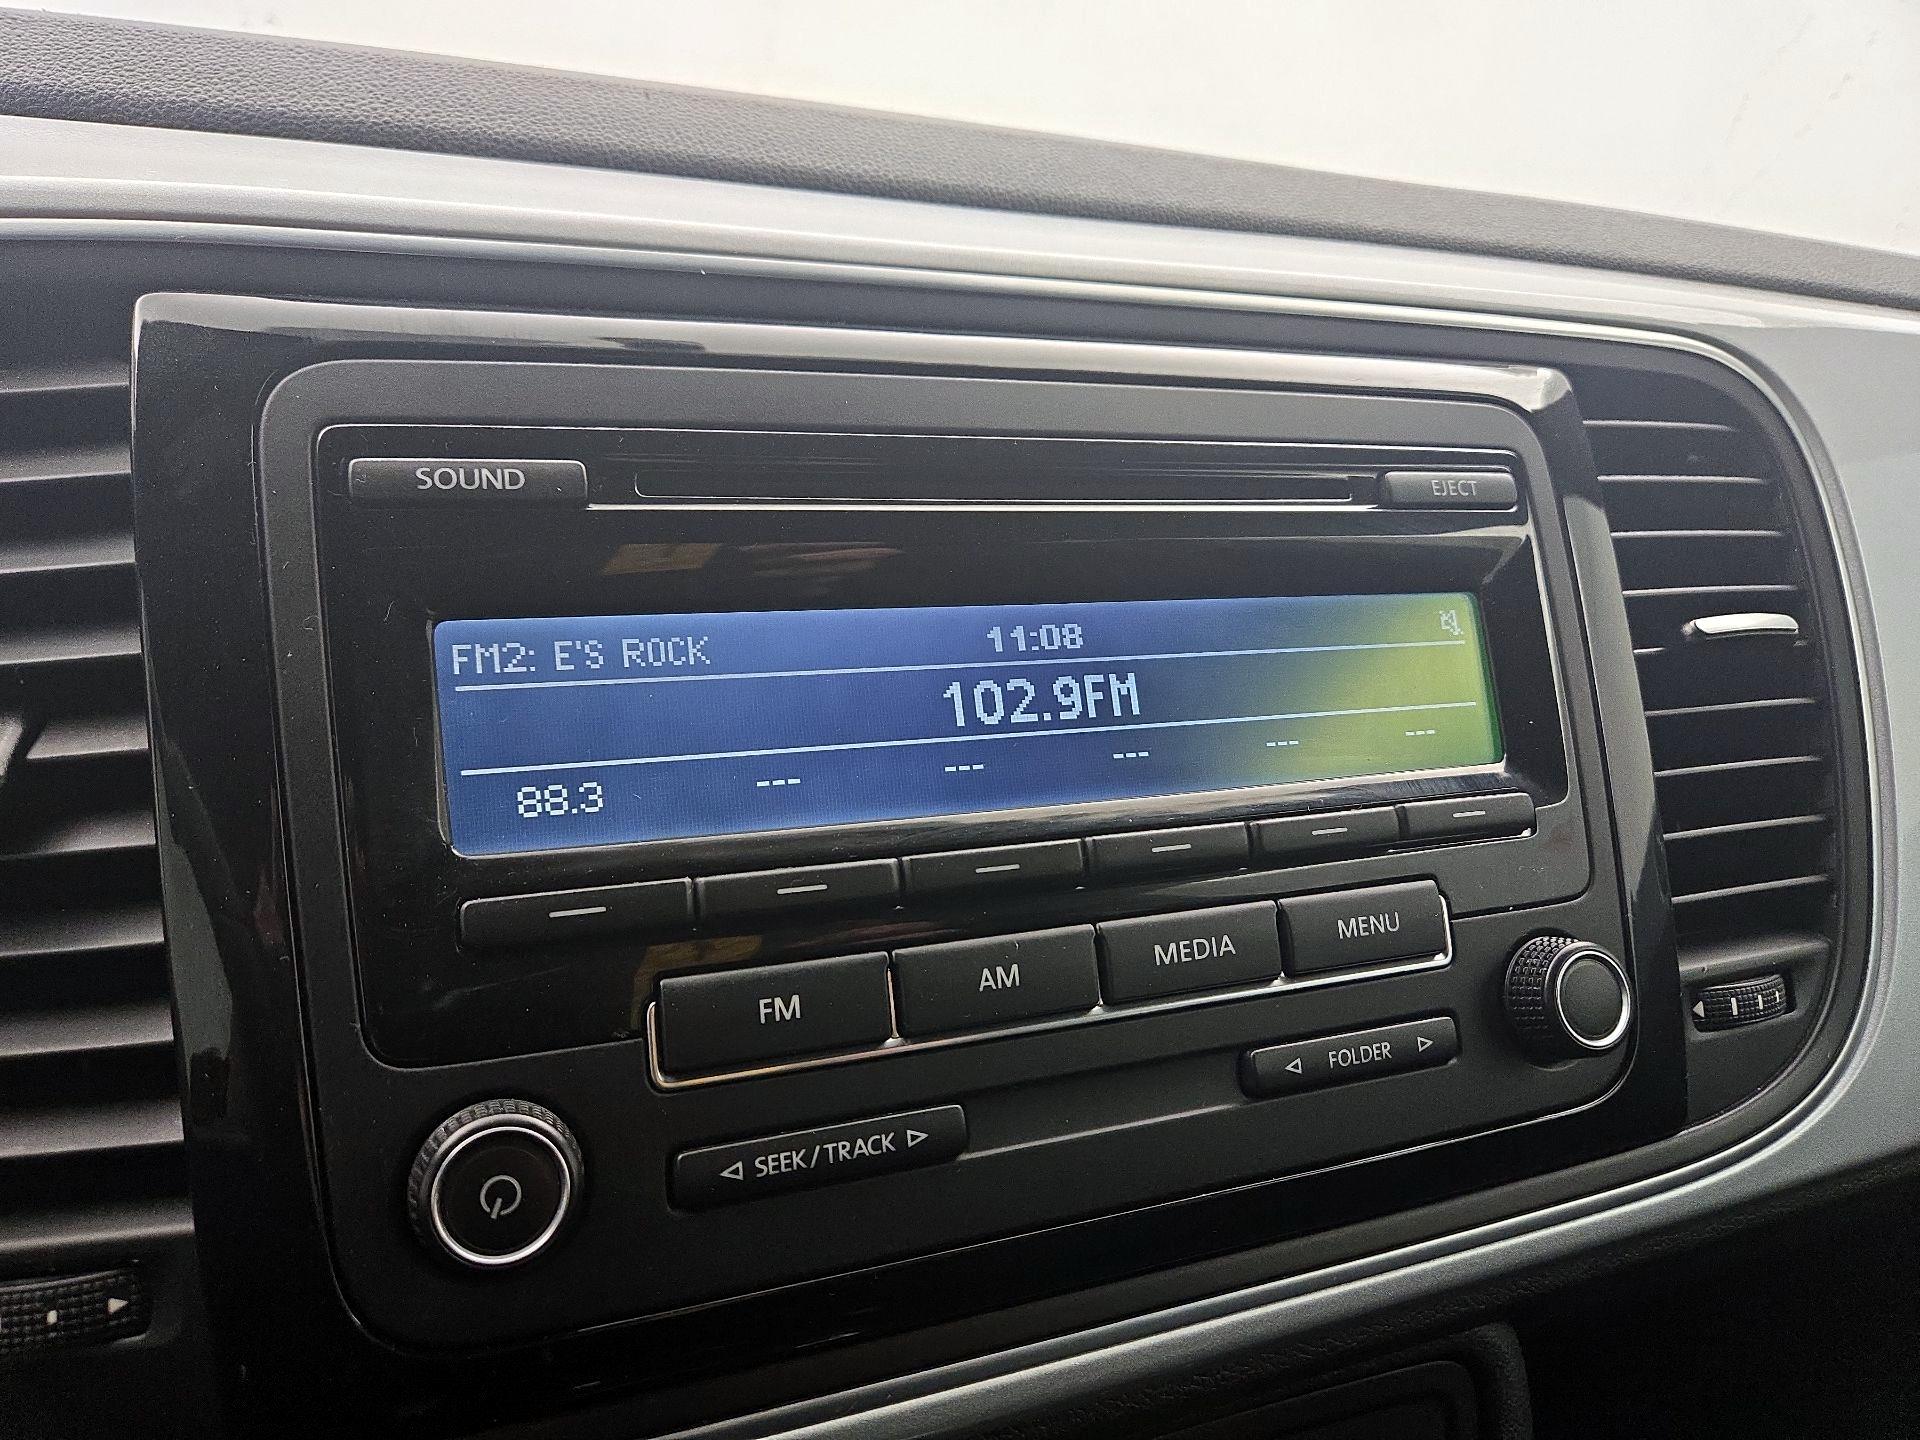 SOUND
EJECT
FM2: E'S ROCK 11:08
102.9FM
88.3 --- --- --- --- ---
FM AM MEDIA MENU
FOLDER
SEEK/TRACK